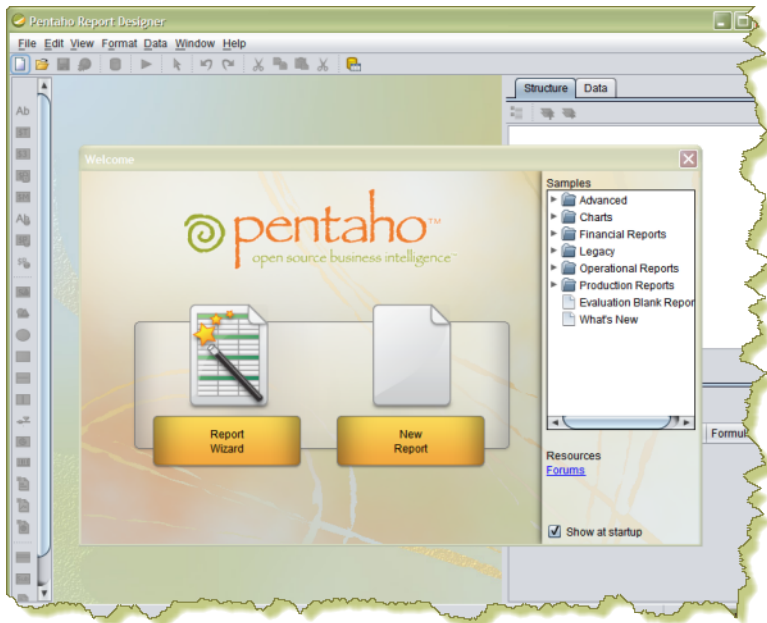 Pentaho Report Designer
File Edit View Format Data Window Help
Structure Data
Ab
Welcome
pentaho™
open source business intelligence™
Report
Wizard
New
Report
Samples
Advanced
Charts
Financial Reports
Legacy
Operational Reports
Production Reports
Evaluation Blank Repor
What's New
Formul
Resources
Forums
Show at startup